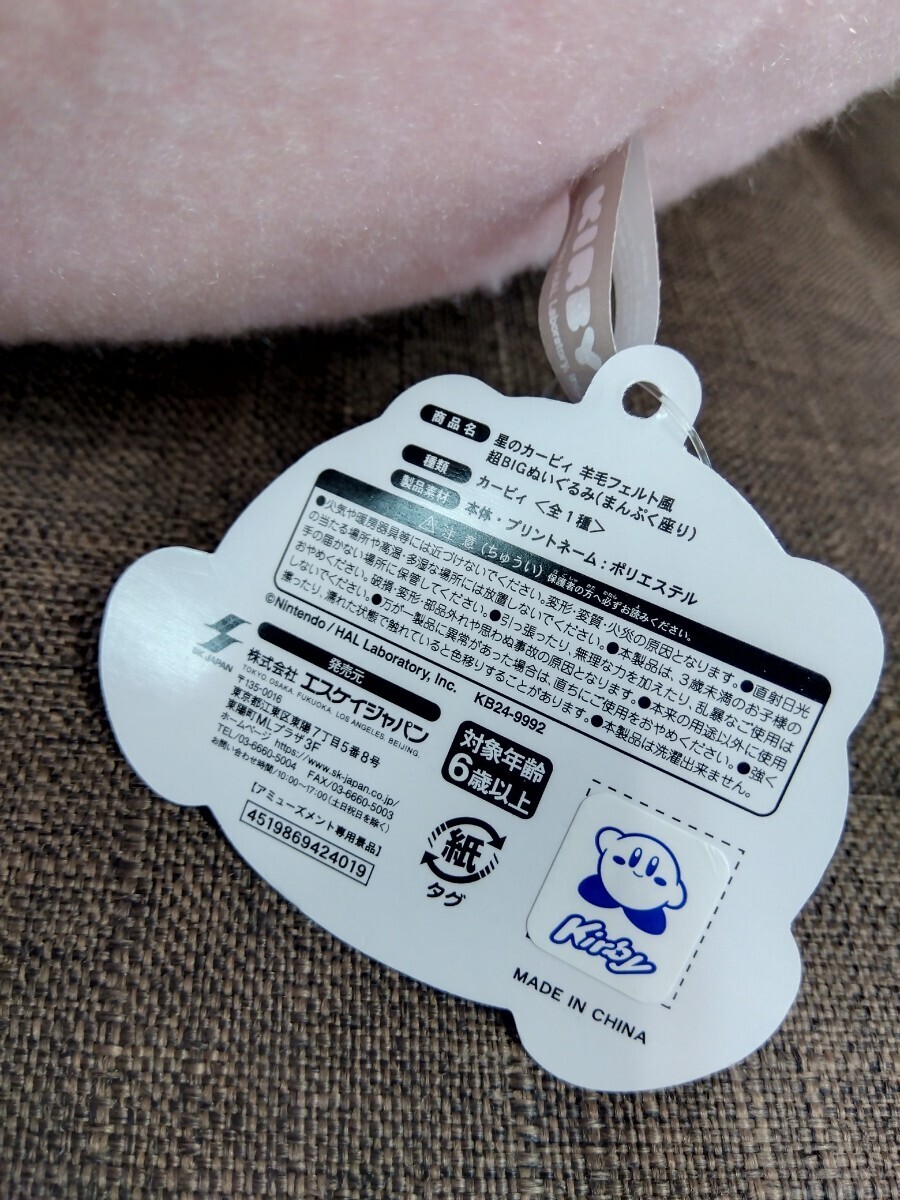 KIRBY
Laboratory,
商品名
星のカービィ 羊毛フェルト風
超BIGぬいぐるみ(まんぷく座り)
種類
カービィ <全1種>
製品素材
本体・プリントネーム:ポリエステル
⚠注意(ちゅうい) 保護者の方へ必ずお読みください。
●火気や暖房器具等には近づけないでください。変形・変質・火災の原因となります。●直射日光
の当たる場所や高温・多湿な場所には放置しないでください。●本製品は、3歳未満のお子様の
手の届かない場所に保管してください。●引っ張ったり、無理な力を加えたり、乱暴なご使用は
おやめください。破損・変形・部品外れや思わぬ事故の原因となります。●本来の用途以外に使用
しないでください。●万が一製品に異常があった場合は、直ちにご使用をおやめください。●強く
擦ったり、濡れた状態で触れていると色移りすることがあります。●本製品は洗濯出来ません。
©Nintendo / HAL Laboratory, Inc. KB24-9992
SK JAPAN
発売元
株式会社 エスケイジャパン
TOKYO OSAKA FUKUOKA LOS ANGELES BEIJING
〒135-0016
東京都江東区東陽7丁目5番8号
東陽町MLプラザ3F
ホームページ https://www.sk-japan.co.jp/
TEL/03-6660-5004 FAX/03-6660-5003
お問い合わせ時間/10:00~17:00(土日祝日を除く)
[アミューズメント専用景品]
4519869424019
対象年齢
6歳以上
紙
タグ
Kirby
MADE IN CHINA